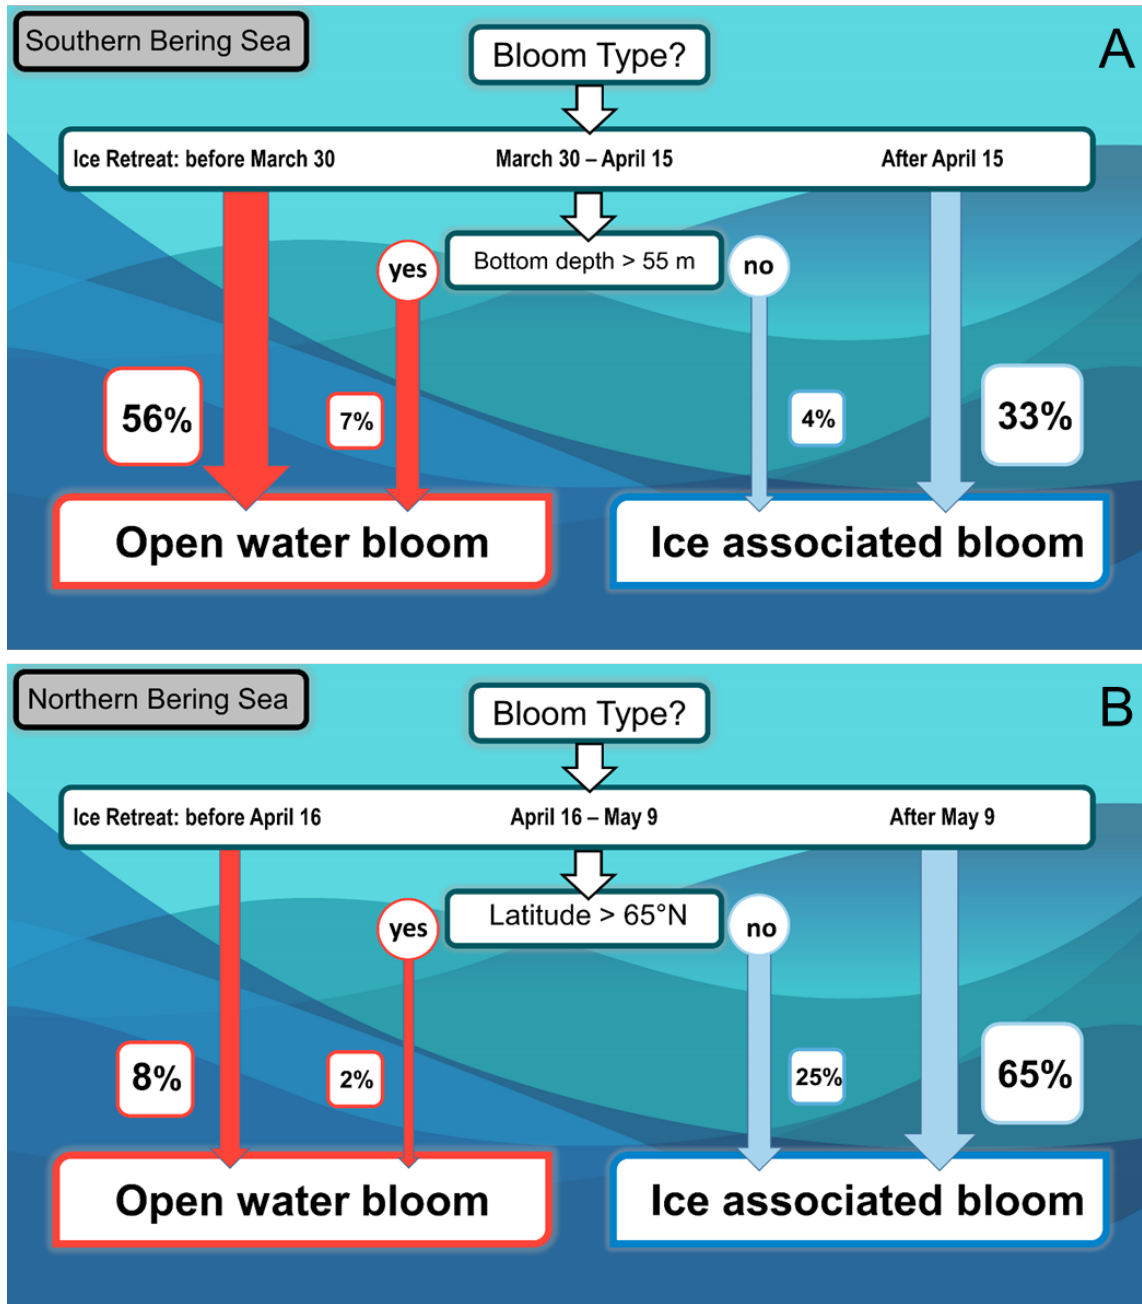 Southern Bering Sea
A
Bloom Type?
Ice Retreat: before March 30
March 30 – April 15
After April 15
yes
Bottom depth > 55 m
no
56%
7%
4%
33%
Open water bloom
Ice associated bloom
Northern Bering Sea
B
Bloom Type?
Ice Retreat: before April 16
April 16 – May 9
After May 9
yes
Latitude > 65°N
no
8%
2%
25%
65%
Open water bloom
Ice associated bloom